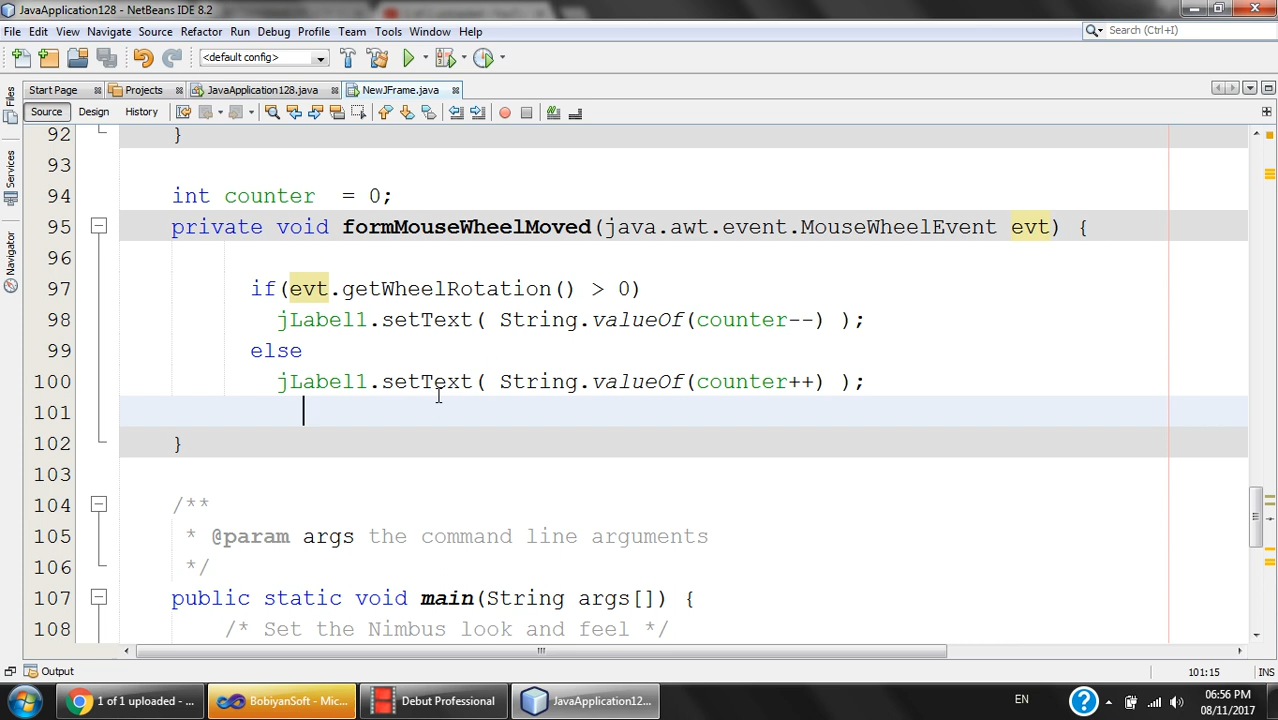 JavaApplication128 - NetBeans IDE 8.2
File Edit View Navigate Source Refactor Run Debug Profile Team Tools Window Help
Search (Ctrl+I)
<default config>
Start Page Projects JavaApplication128.java NewJFrame.java
Source Design History
Files
Services
Navigator
92 }
93
94 int counter  = 0;
95 private void formMouseWheelMoved(java.awt.event.MouseWheelEvent evt) {
96
97 if(evt.getWheelRotation() > 0)
98 jLabel1.setText( String.valueOf(counter--) );
99 else
100 jLabel1.setText( String.valueOf(counter++) );
101
102 }
103
104 /**
105 * @param args the command line arguments
106 */
107 public static void main(String args[]) {
108 /* Set the Nimbus look and feel */
Output
101:15 INS
1 of 1 uploaded - ...
BobiyanSoft - Mic...
Debut Professional
JavaApplication12...
EN
06:56 PM
08/11/2017